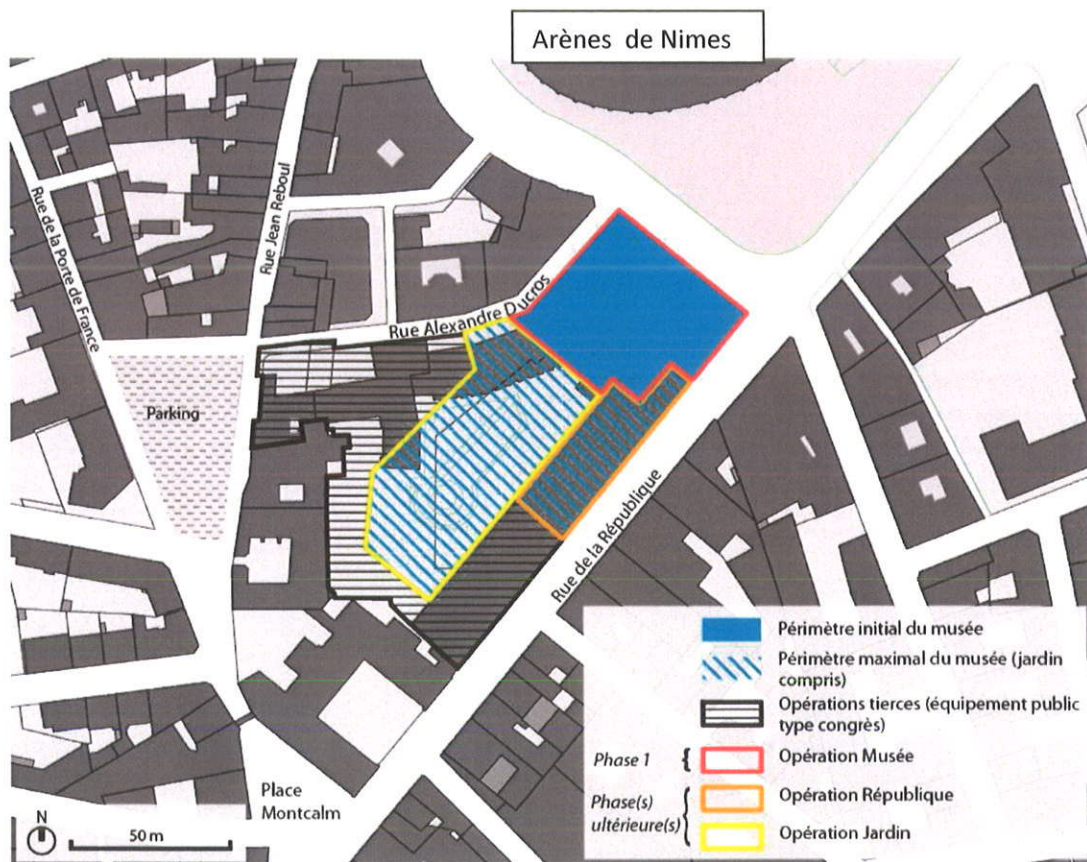 Arènes de Nimes
Rue de la Porte de France
Rue Jean Reboul
Rue Alexandre Ducros
Parking
Rue de la République
Place
Montcalm
N
50 m
Périmètre initial du musée
Périmètre maximal du musée (jardin
compris)
Opérations tierces (équipement public
type congrès)
Phase 1 { Opération Musée
Phase(s)
ultérieure(s) { Opération République
Opération Jardin